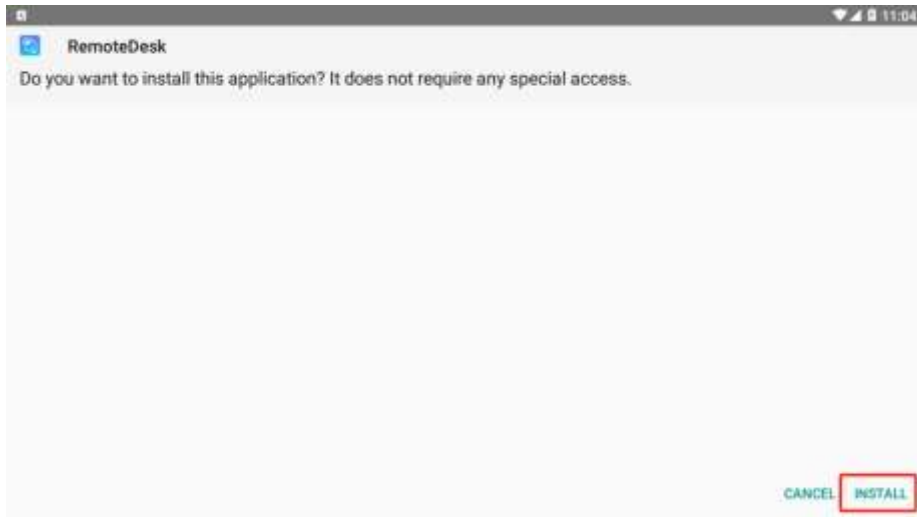 11:04
RemoteDesk
Do you want to install this application? It does not require any special access.
CANCEL INSTALL